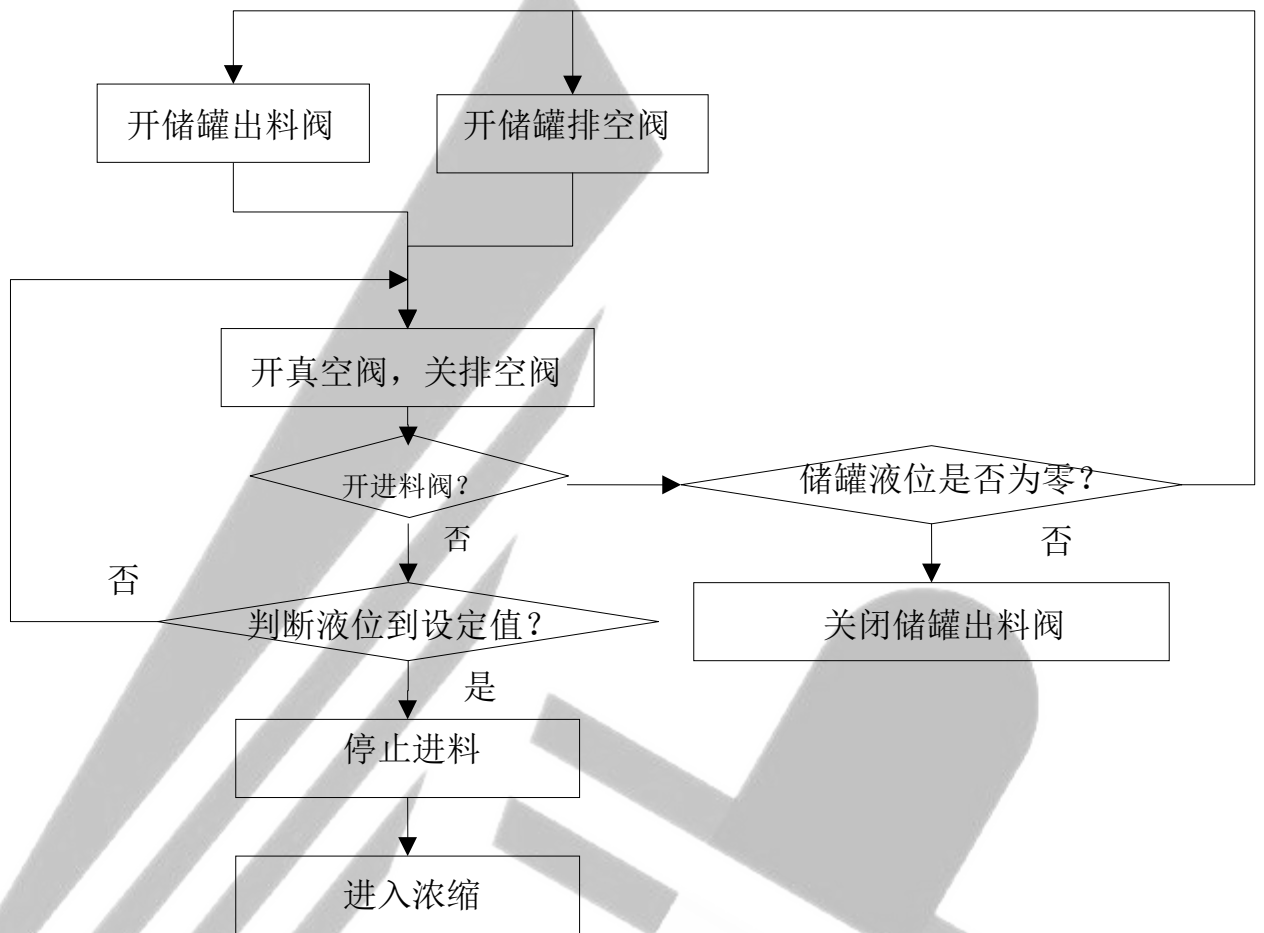 开储罐出料阀
开储罐排空阀
开真空阀，关排空阀
开进料阀？
储罐液位是否为零？
否
否
否
判断液位到设定值？
关闭储罐出料阀
是
停止进料
进入浓缩